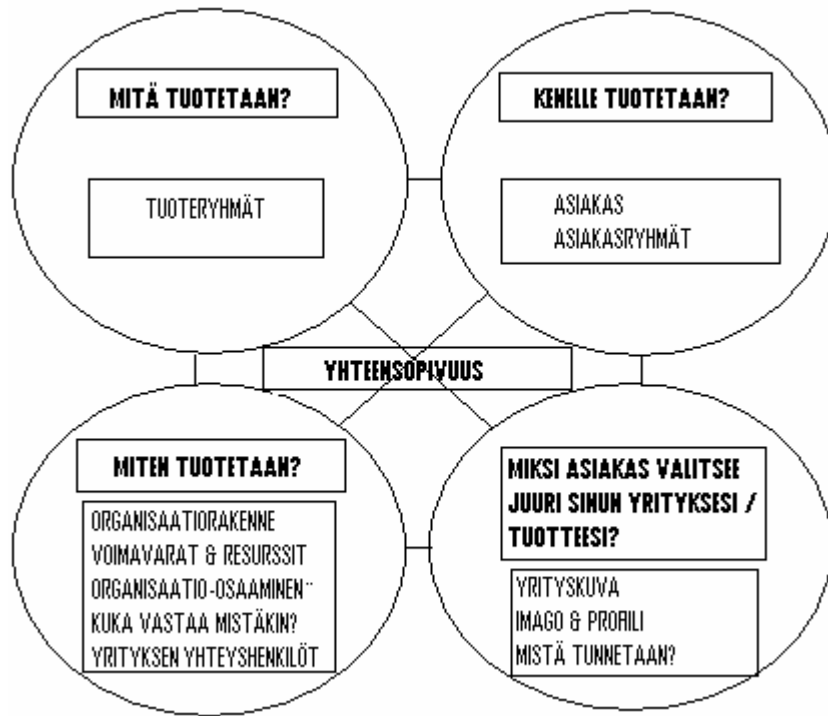 MITÄ TUOTETAAN?
TUOTERYHMÄT
KENELLE TUOTETAAN?
ASIAKAS
ASIAKASRYHMÄT
YHTEENSOPIVUUS
MITEN TUOTETAAN?
ORGANISAATIORAKENNE
VOIMAVARAT & RESURSSIT
ORGANISAATIO-OSAAMINEN¨
KUKA VASTAA MISTÄKIN?
YRITYKSEN YHTEYSHENKILÖT
MIKSI ASIAKAS VALITSEE
JUURI SINUN YRITYKSESI /
TUOTTEESI?
YRITYSKUVA
IMAGO & PROFIILI
MISTÄ TUNNETAAN?